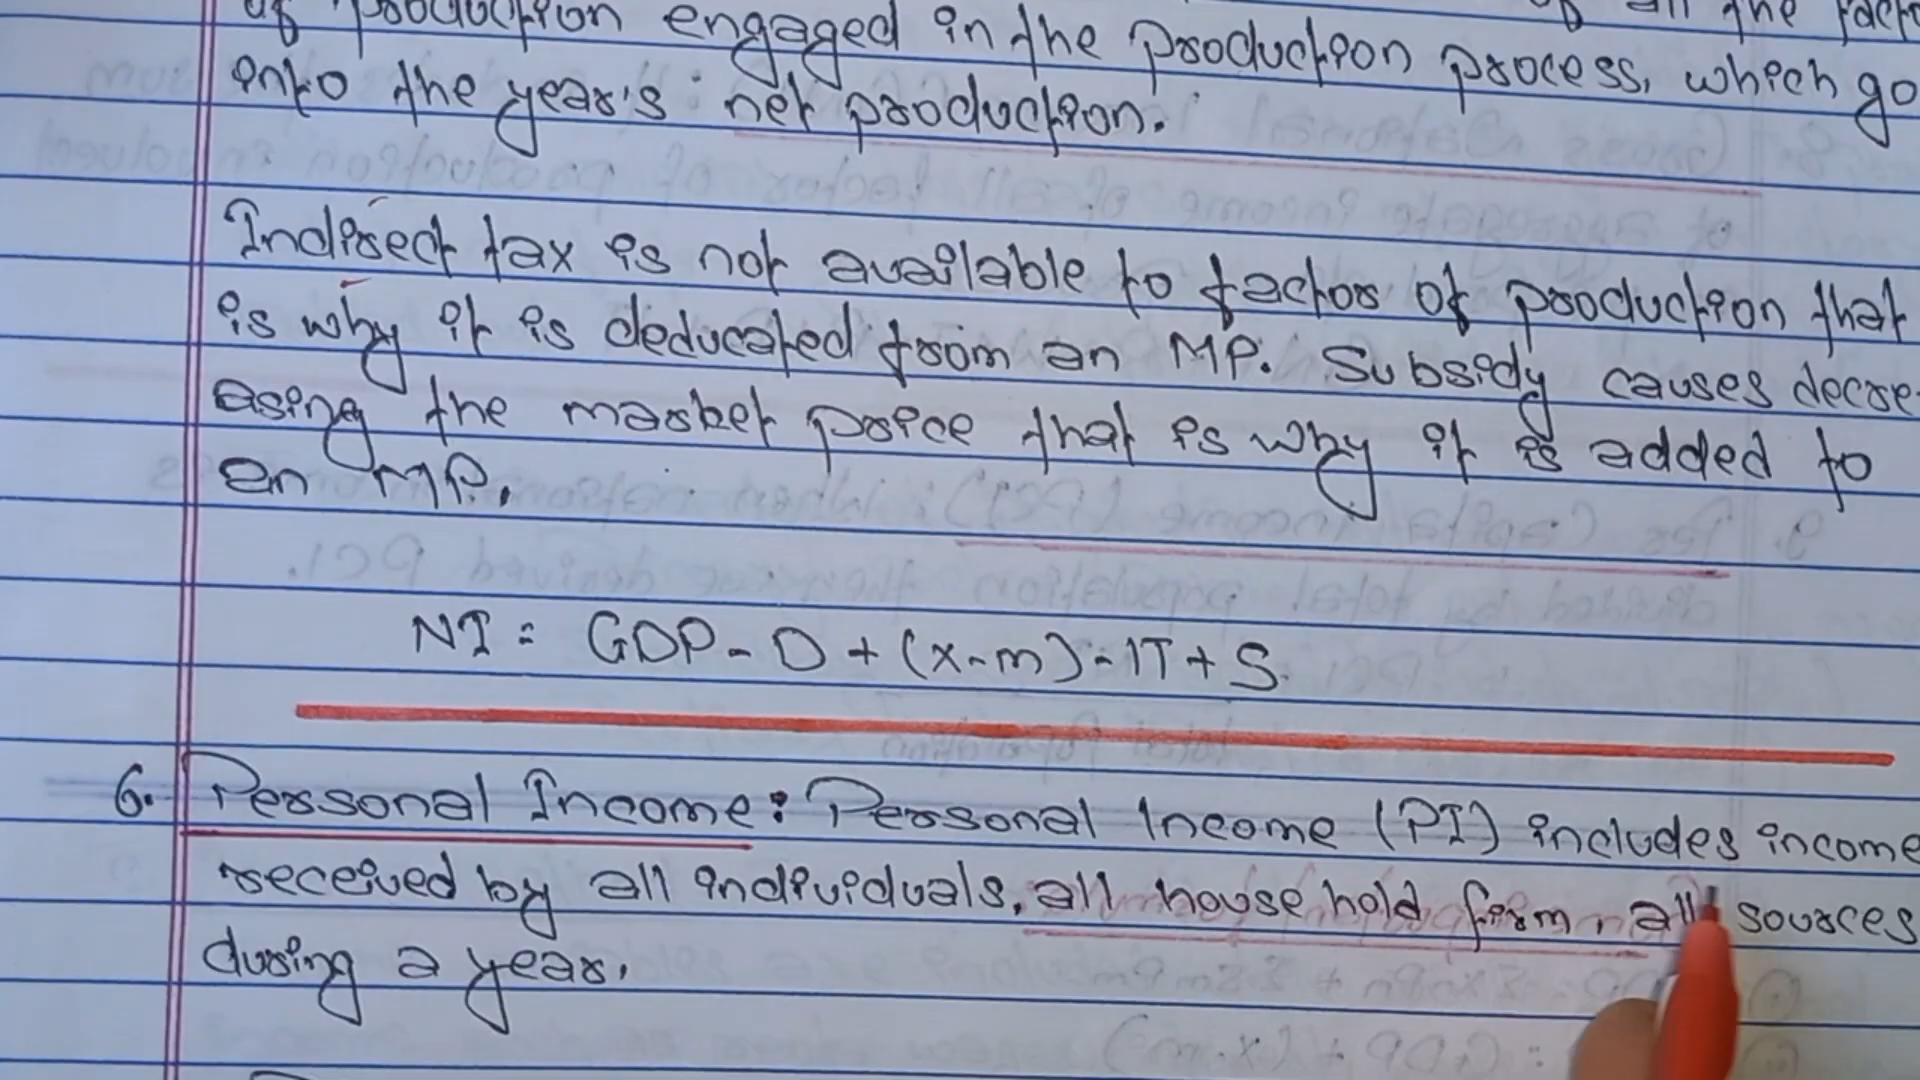 of production engaged in the production process, which go
into the year's net production.
Indirect tax is not available to factor of production that
is why it is deducated from an MP. Subsidy causes decre-
asing the market price that is why it is added to
an MP.
NI = GDP - D + (x-m) - IT + S.
6. Personal Income: Personal Income (PI) includes income
received by all individuals, all household firm, all sources
during a year.